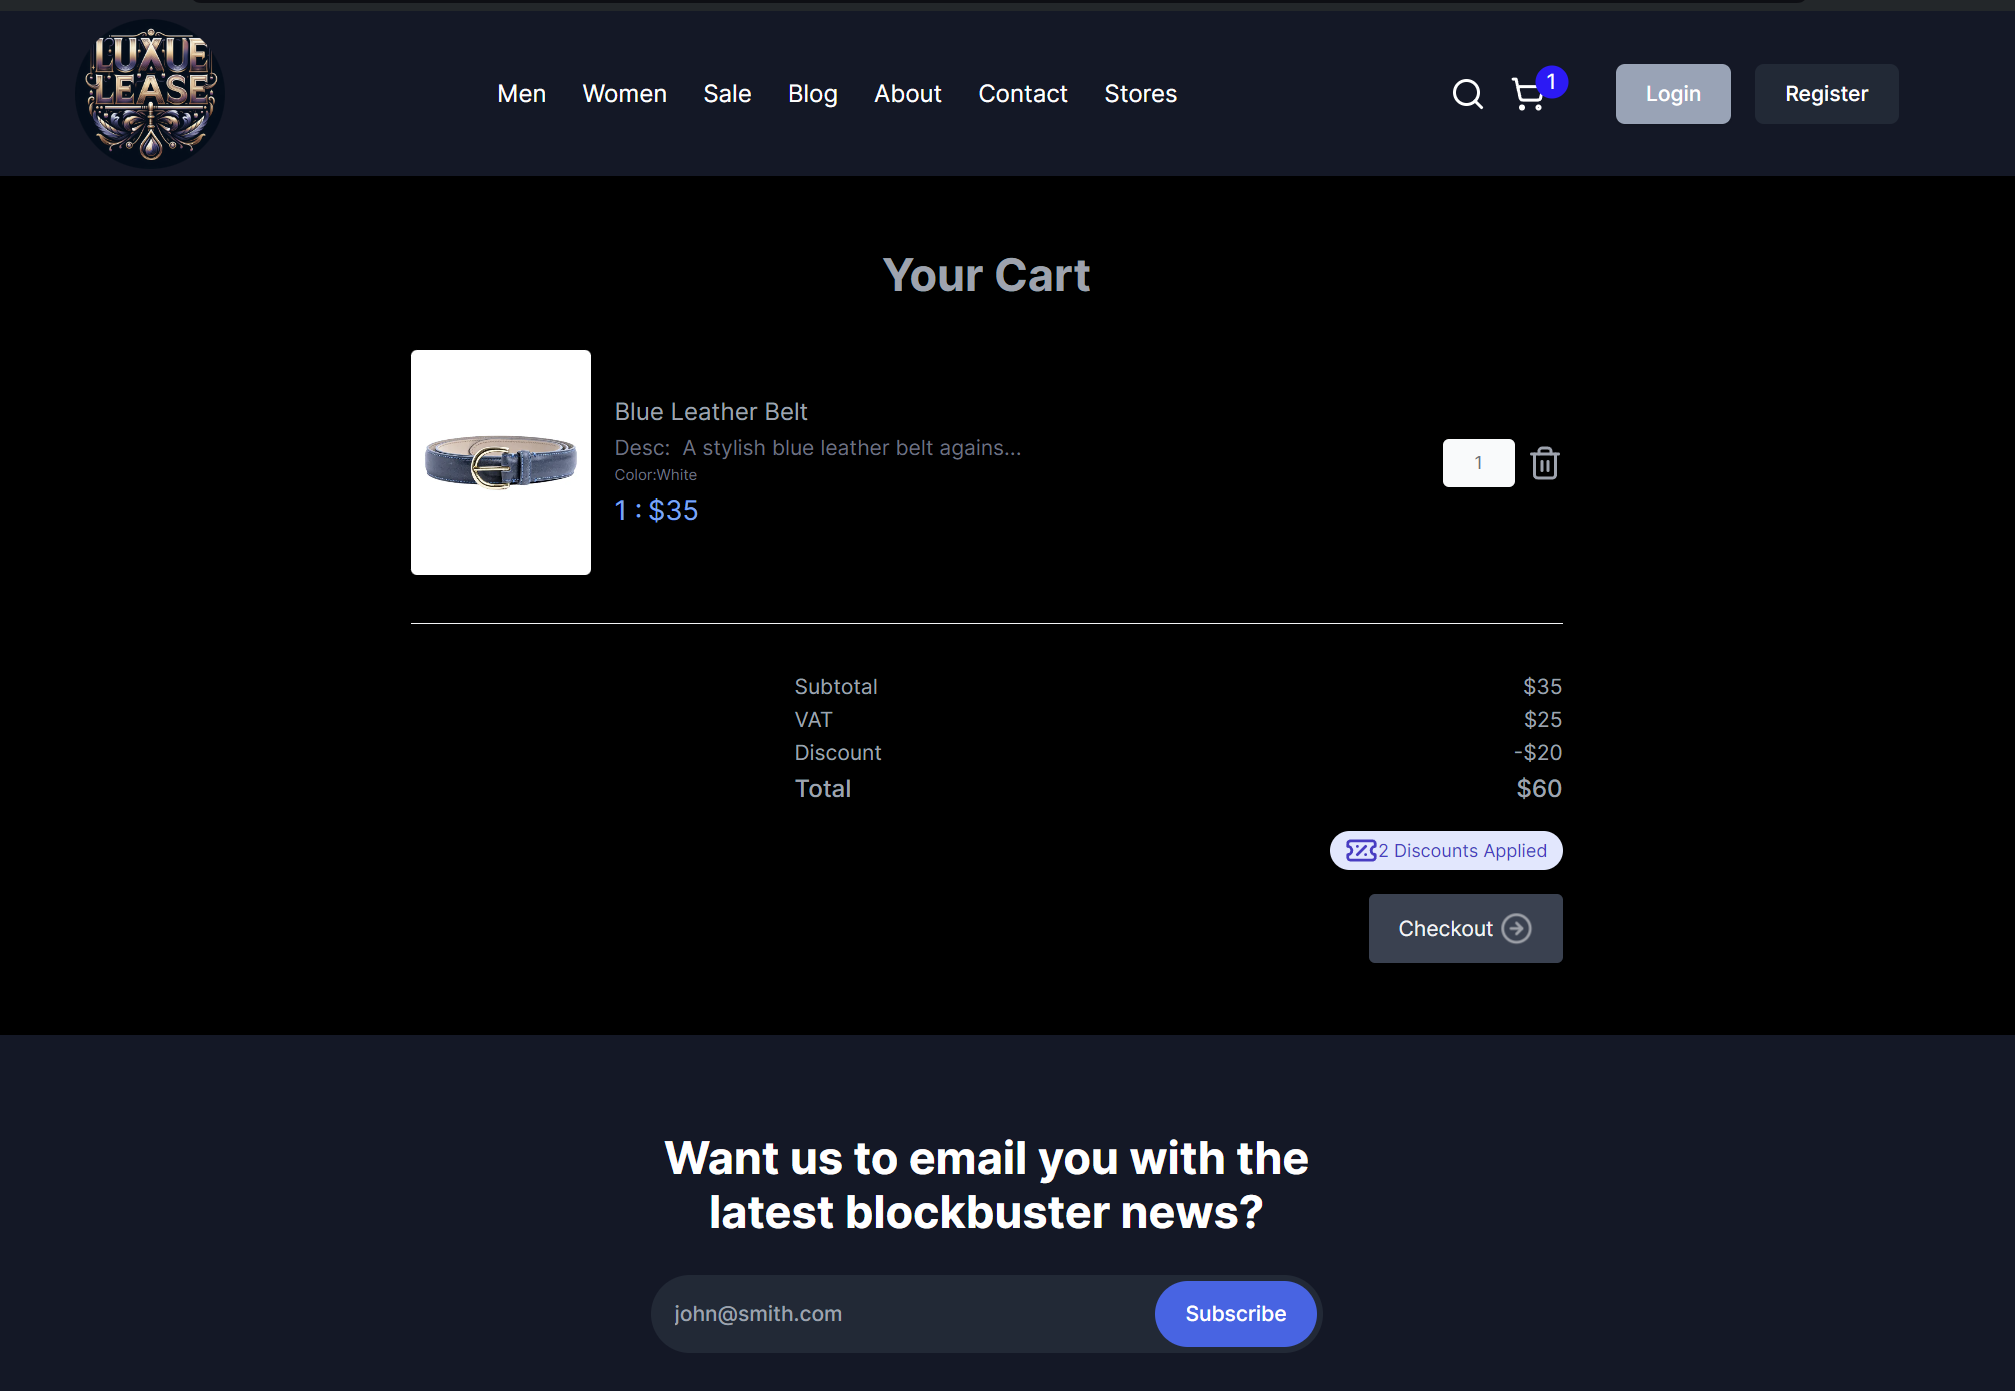 LUXUE
LEASE
Men Women Sale Blog About Contact Stores
1
Login
Register
Your Cart
Blue Leather Belt
Desc: A stylish blue leather belt agains...
Color:White
1 : $35
1
Subtotal $35
VAT $25
Discount -$20
Total $60
2 Discounts Applied
Checkout
Want us to email you with the
latest blockbuster news?
john@smith.com
Subscribe